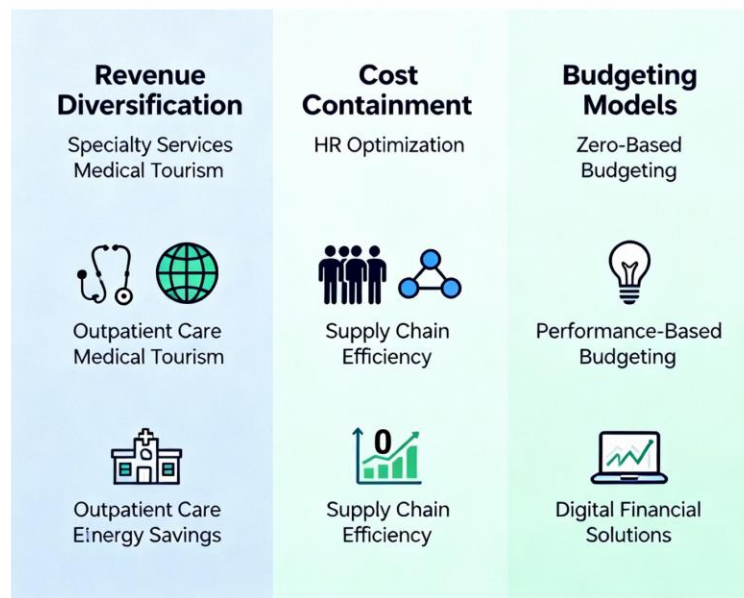 Revenue
Diversification
Specialty Services
Medical Tourism
Outpatient Care
Medical Tourism
Outpatient Care
EInergy Savings
Cost
Containment
HR Optimization
Supply Chain
Efficiency
0
Supply Chain
Efficiency
Budgeting
Models
Zero-Based
Budgeting
Performance-Based
Budgeting
Digital Financial
Solutions